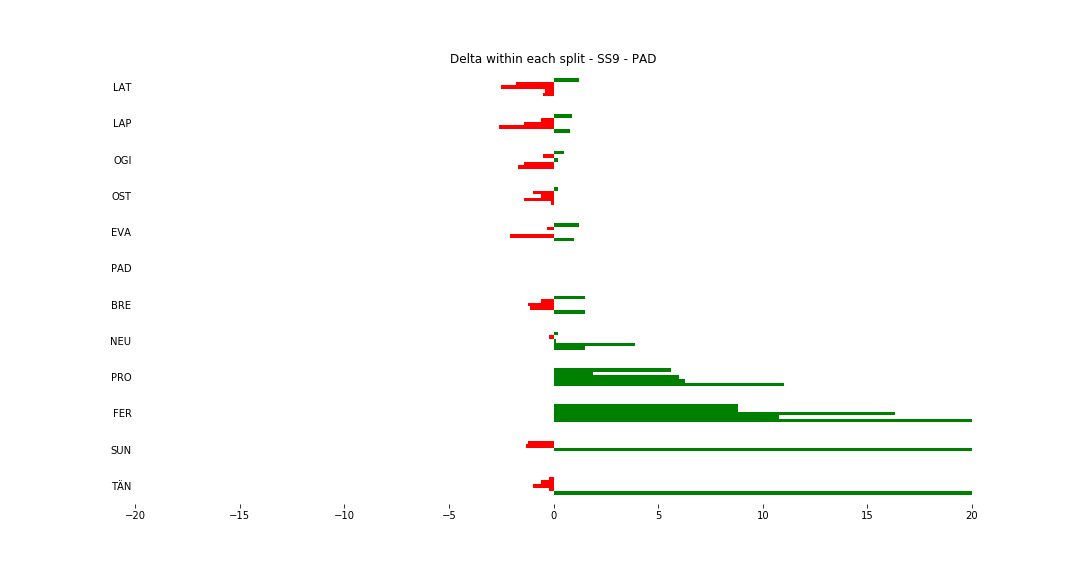 Delta within each split - SS9 - PAD
LAT
LAP
OGI
OST
EVA
PAD
BRE
NEU
PRO
FER
SUN
TÄN
−20 −15 −10 −5 0 5 10 15 20